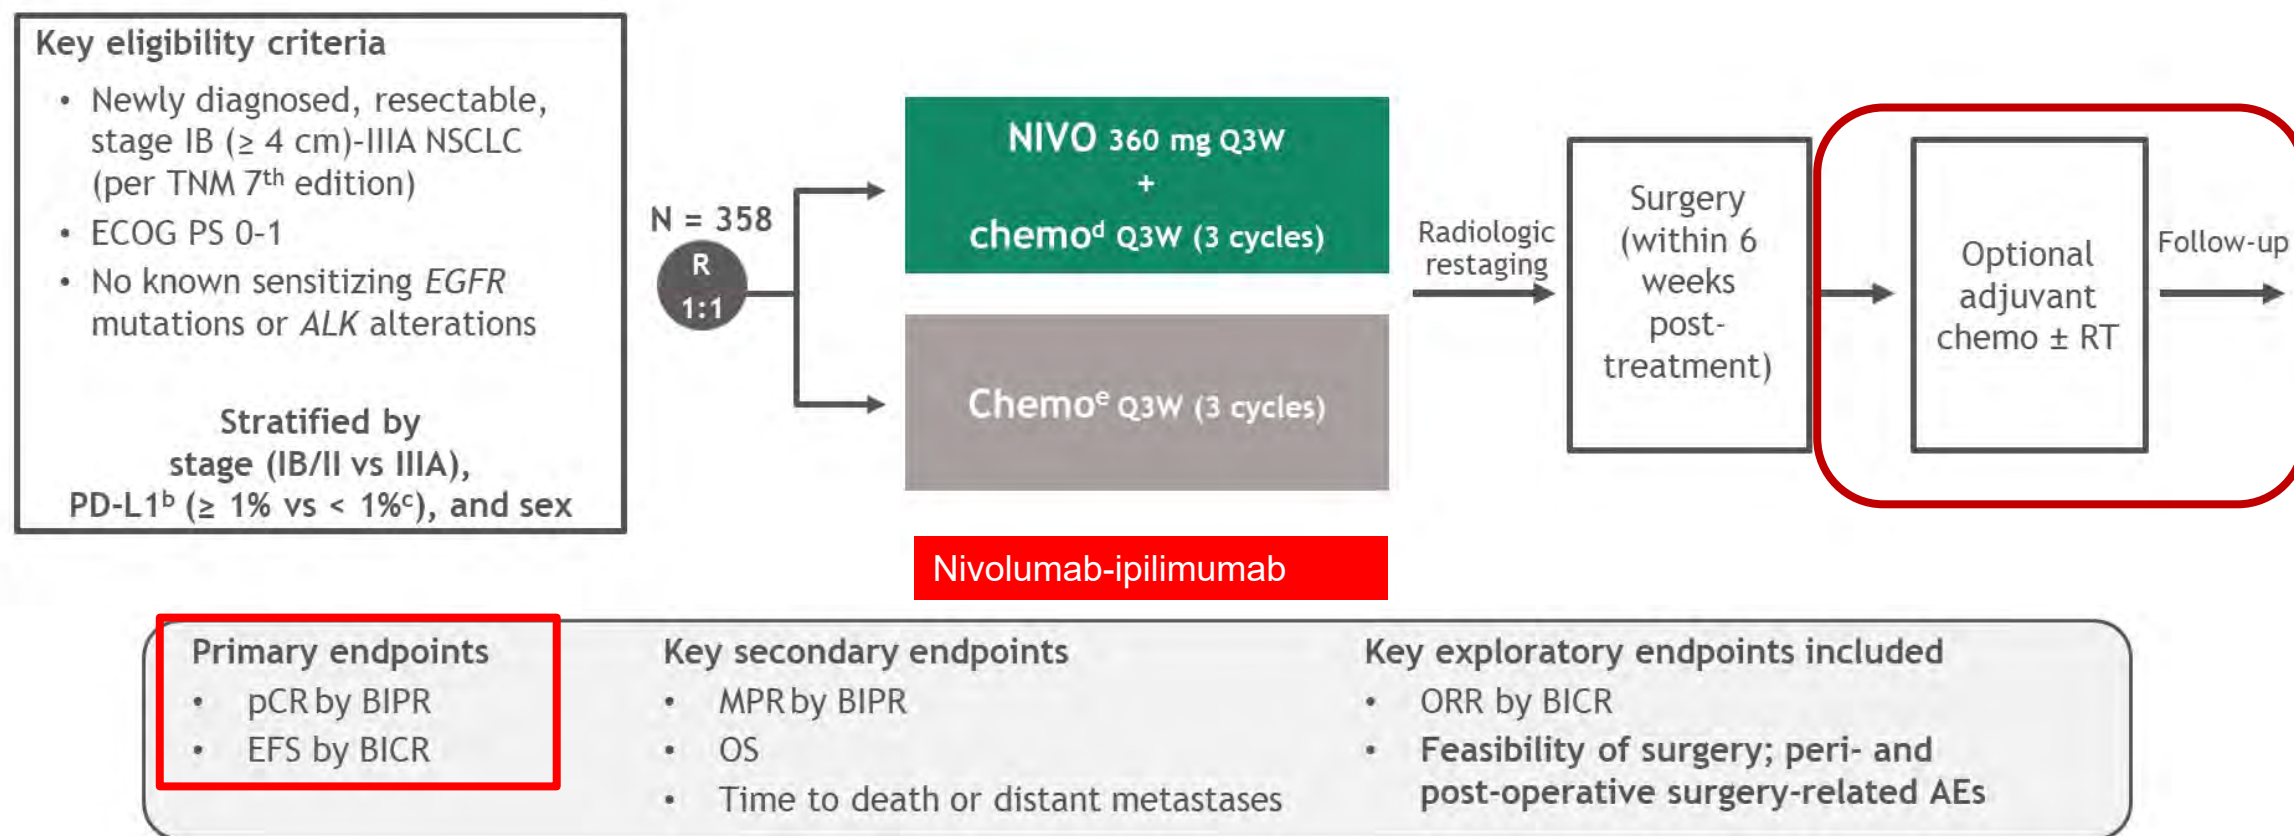 Key eligibility criteria
• Newly diagnosed, resectable,
stage IB (≥ 4 cm)-IIIA NSCLC
(per TNM 7th edition)
• ECOG PS 0-1
• No known sensitizing EGFR
mutations or ALK alterations
Stratified by
stage (IB/II vs IIIA),
PD-L1b (≥ 1% vs < 1%c), and sex
N = 358
R
1:1
NIVO 360 mg Q3W
+
chemod Q3W (3 cycles)
Chemoe Q3W (3 cycles)
Nivolumab-ipilimumab
Radiologic
restaging
Surgery
(within 6
weeks
post-
treatment)
Optional
adjuvant
chemo ± RT
Follow-up
Primary endpoints
• pCR by BIPR
• EFS by BICR
Key secondary endpoints
• MPR by BIPR
• OS
• Time to death or distant metastases
Key exploratory endpoints included
• ORR by BICR
• Feasibility of surgery; peri- and
post-operative surgery-related AEs